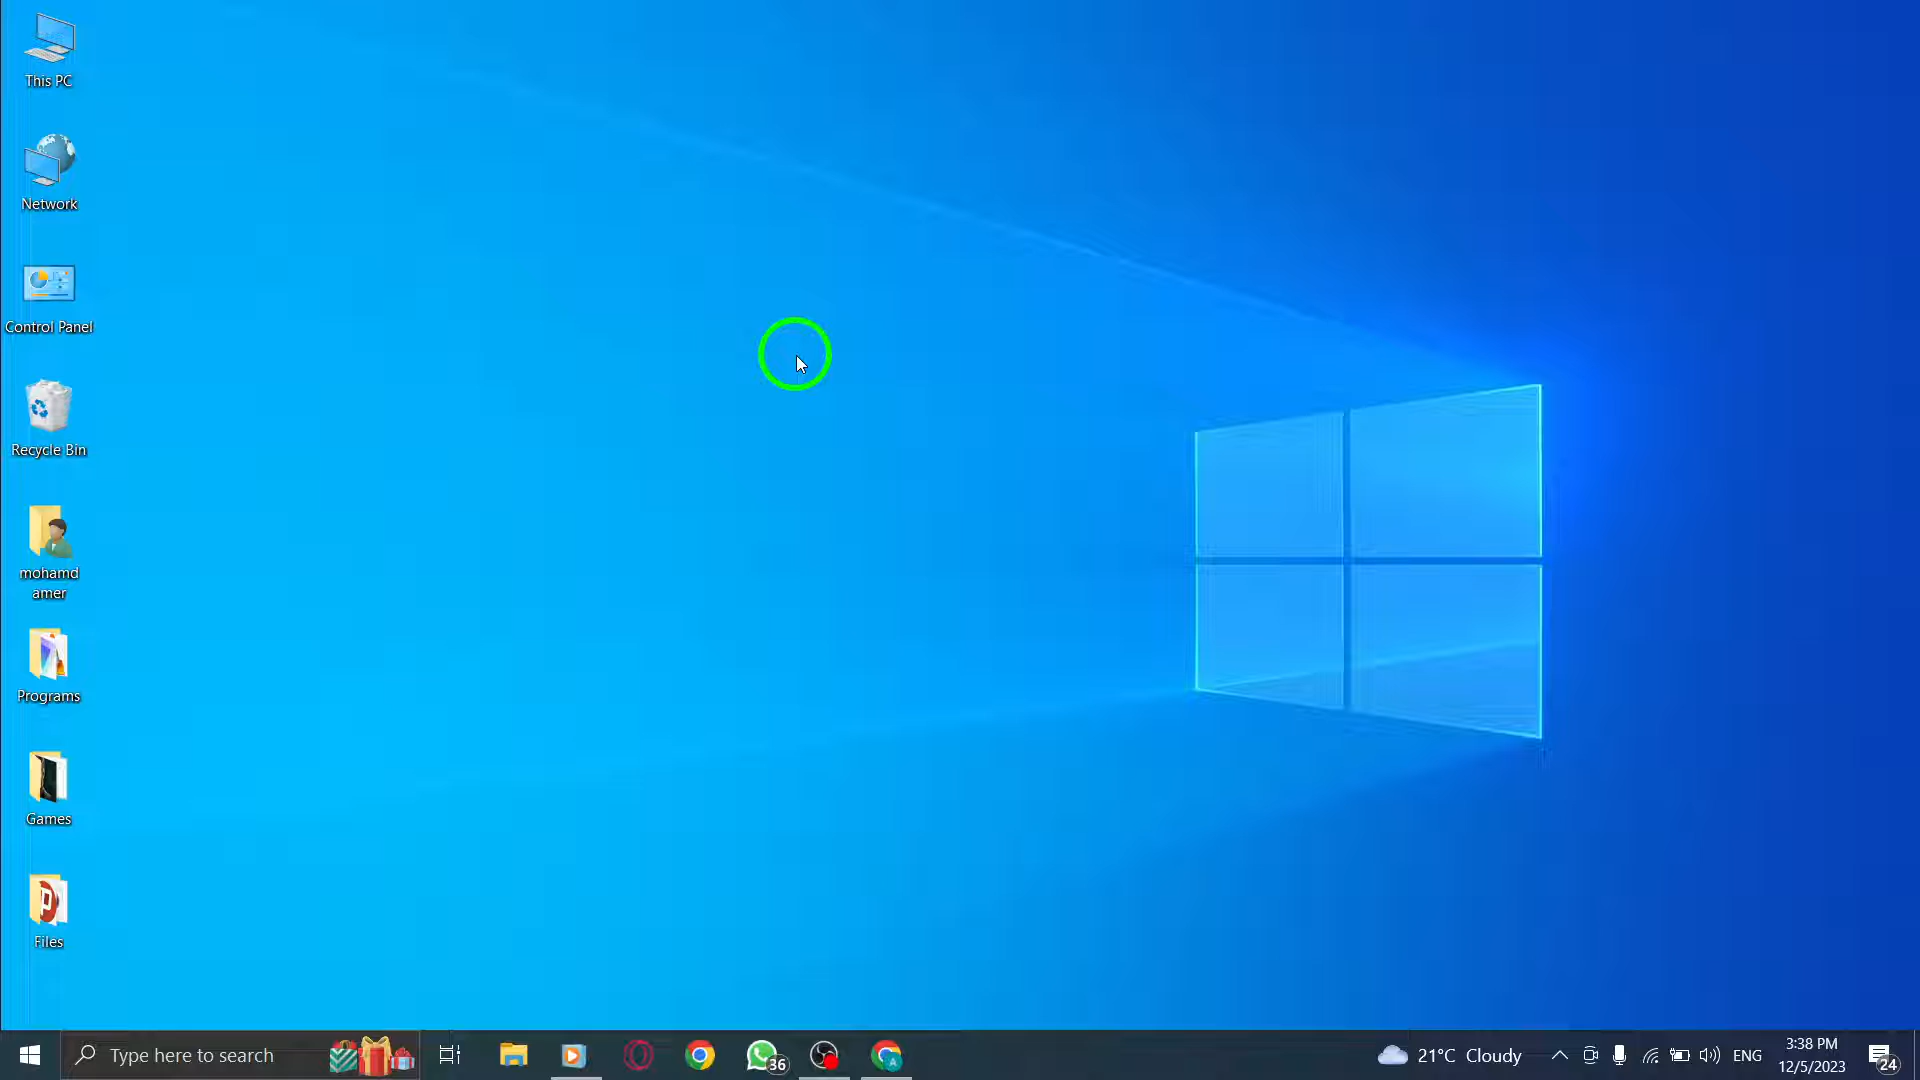 This PC
Network
Control Panel
Recycle Bin
mohamd
amer
Programs
Games
Files
Type here to search
36
A
21°C Cloudy
ENG
3:38 PM
12/5/2023
24